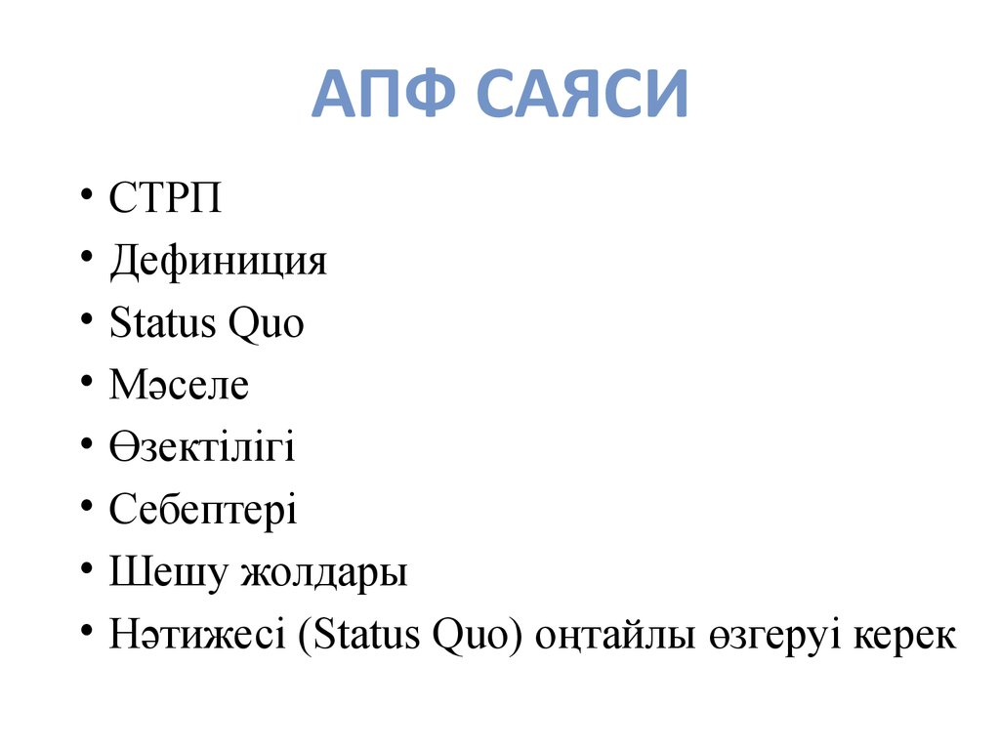 АПФ САЯСИ
• СТРП
• Дефиниция
• Status Quo
• Мәселе
• Өзектілігі
• Себептері
• Шешу жолдары
• Нәтижесі (Status Quo) оңтайлы өзгеруі керек